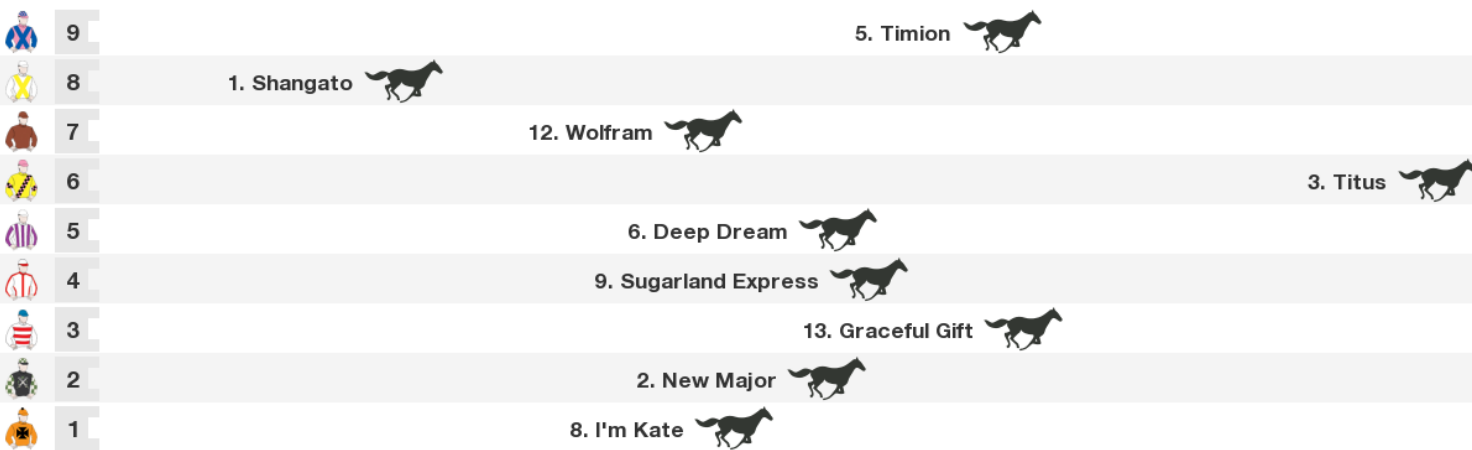 9 5. Timion
8 1. Shangato
7 12. Wolfram
6 3. Titus
5 6. Deep Dream
4 9. Sugarland Express
3 13. Graceful Gift
2 2. New Major
1 8. I'm Kate